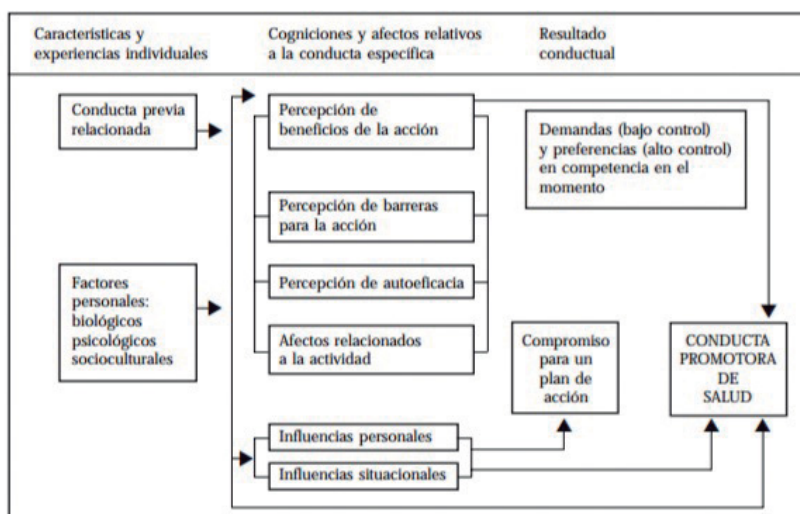 Características y
experiencias individuales
Cogniciones y afectos relativos
a la conducta específica
Resultado
conductual
Conducta previa
relacionada
Factores
personales:
biológicos
psicológicos
socioculturales
Percepción de
beneficios de la acción
Percepción de barreras
para la acción
Percepción de autoeficacia
Afectos relacionados
a la actividad
Influencias personales
Influencias situacionales
Demandas (bajo control)
y preferencias (alto control)
en competencia en el
momento
Compromiso
para un
plan de
acción
CONDUCTA
PROMOTORA
DE
SALUD